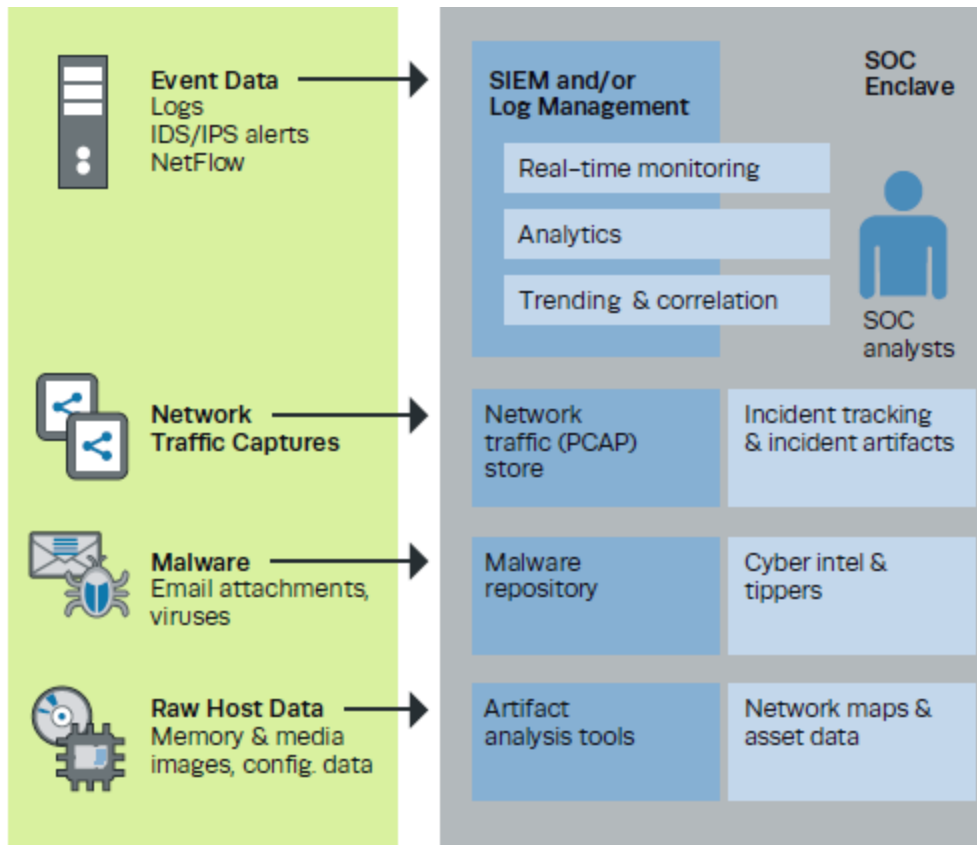 Event Data
Logs
IDS/IPS alerts
NetFlow
SIEM and/or
Log Management
Real-time monitoring
Analytics
Trending & correlation
SOC
Enclave
SOC
analysts
Network
Traffic Captures
Network
traffic (PCAP)
store
Incident tracking
& incident artifacts
Malware
Email attachments,
viruses
Malware
repository
Cyber intel &
tippers
Raw Host Data
Memory & media
images, config. data
Artifact
analysis tools
Network maps &
asset data